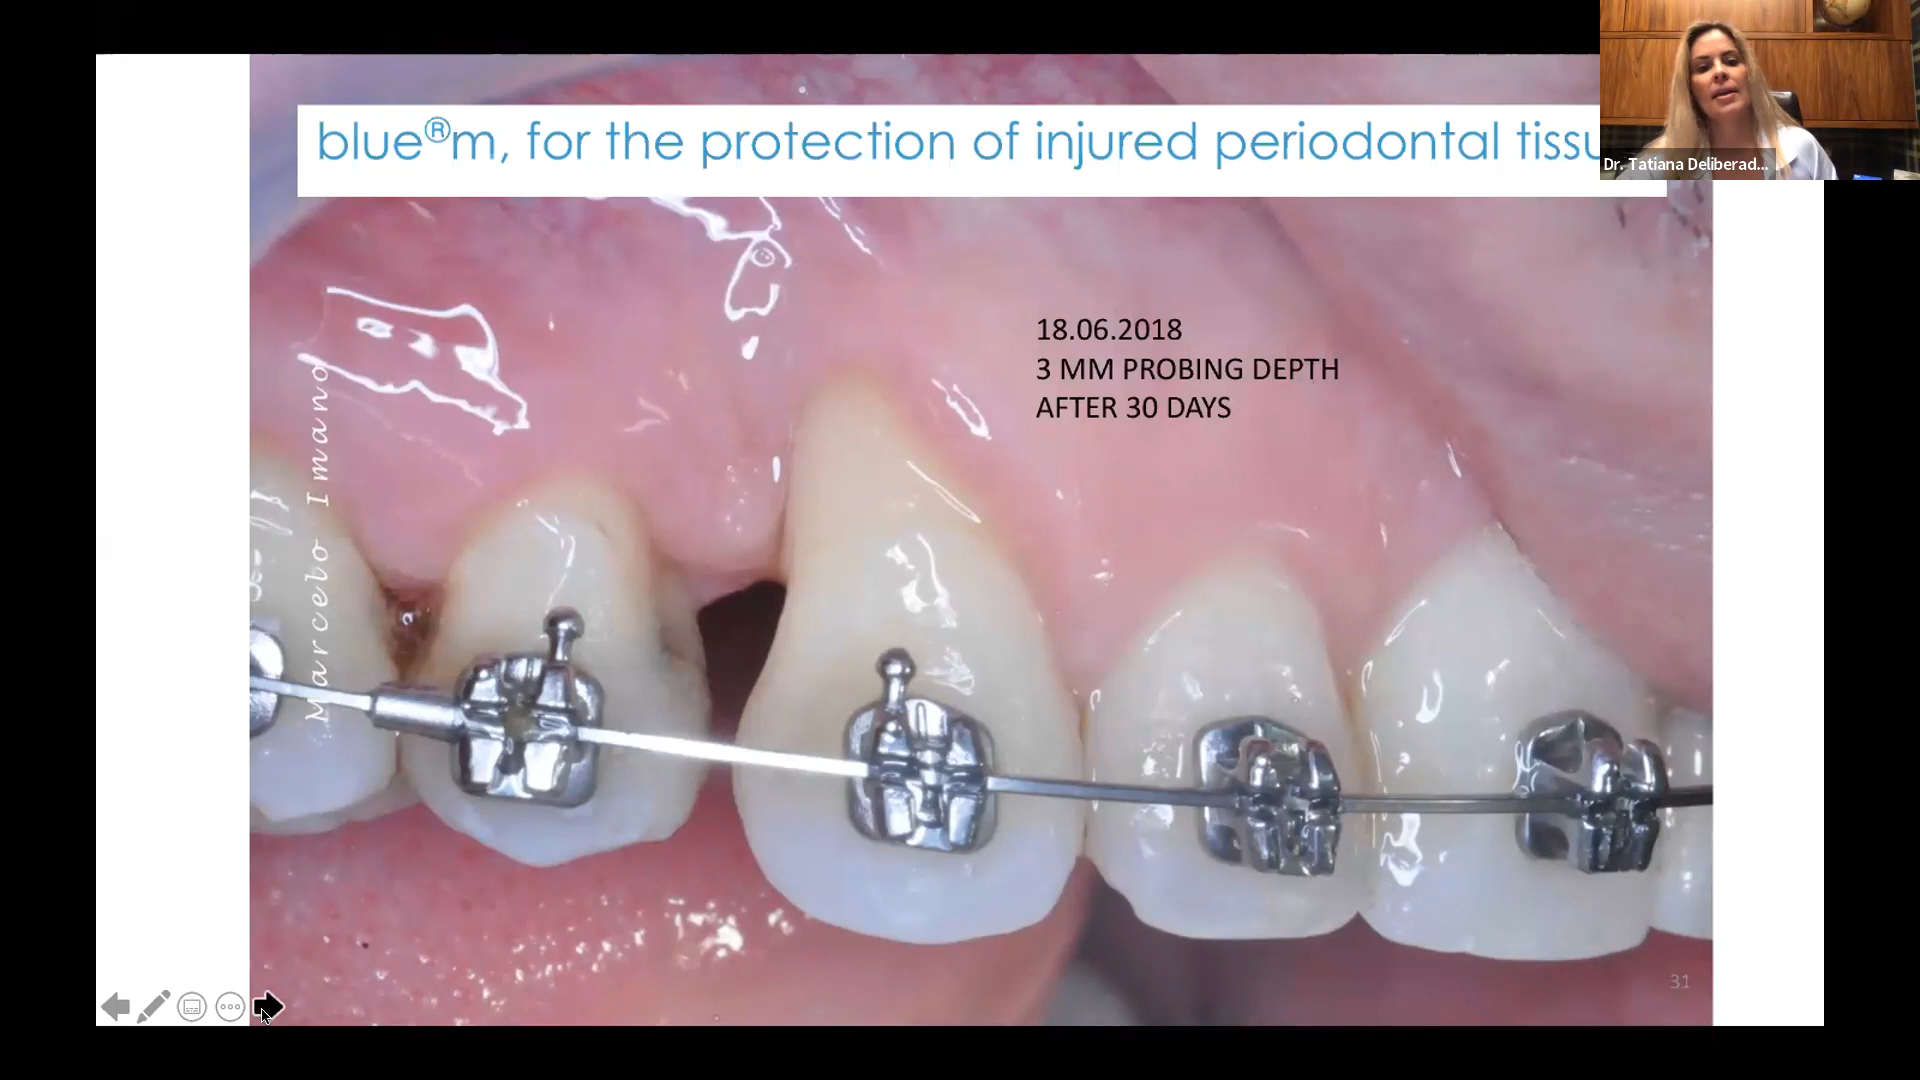 blue®m, for the protection of injured periodontal tissu
Dr. Tatiana Deliberad...
18.06.2018
3 MM PROBING DEPTH
AFTER 30 DAYS
Marcelo Imano
31